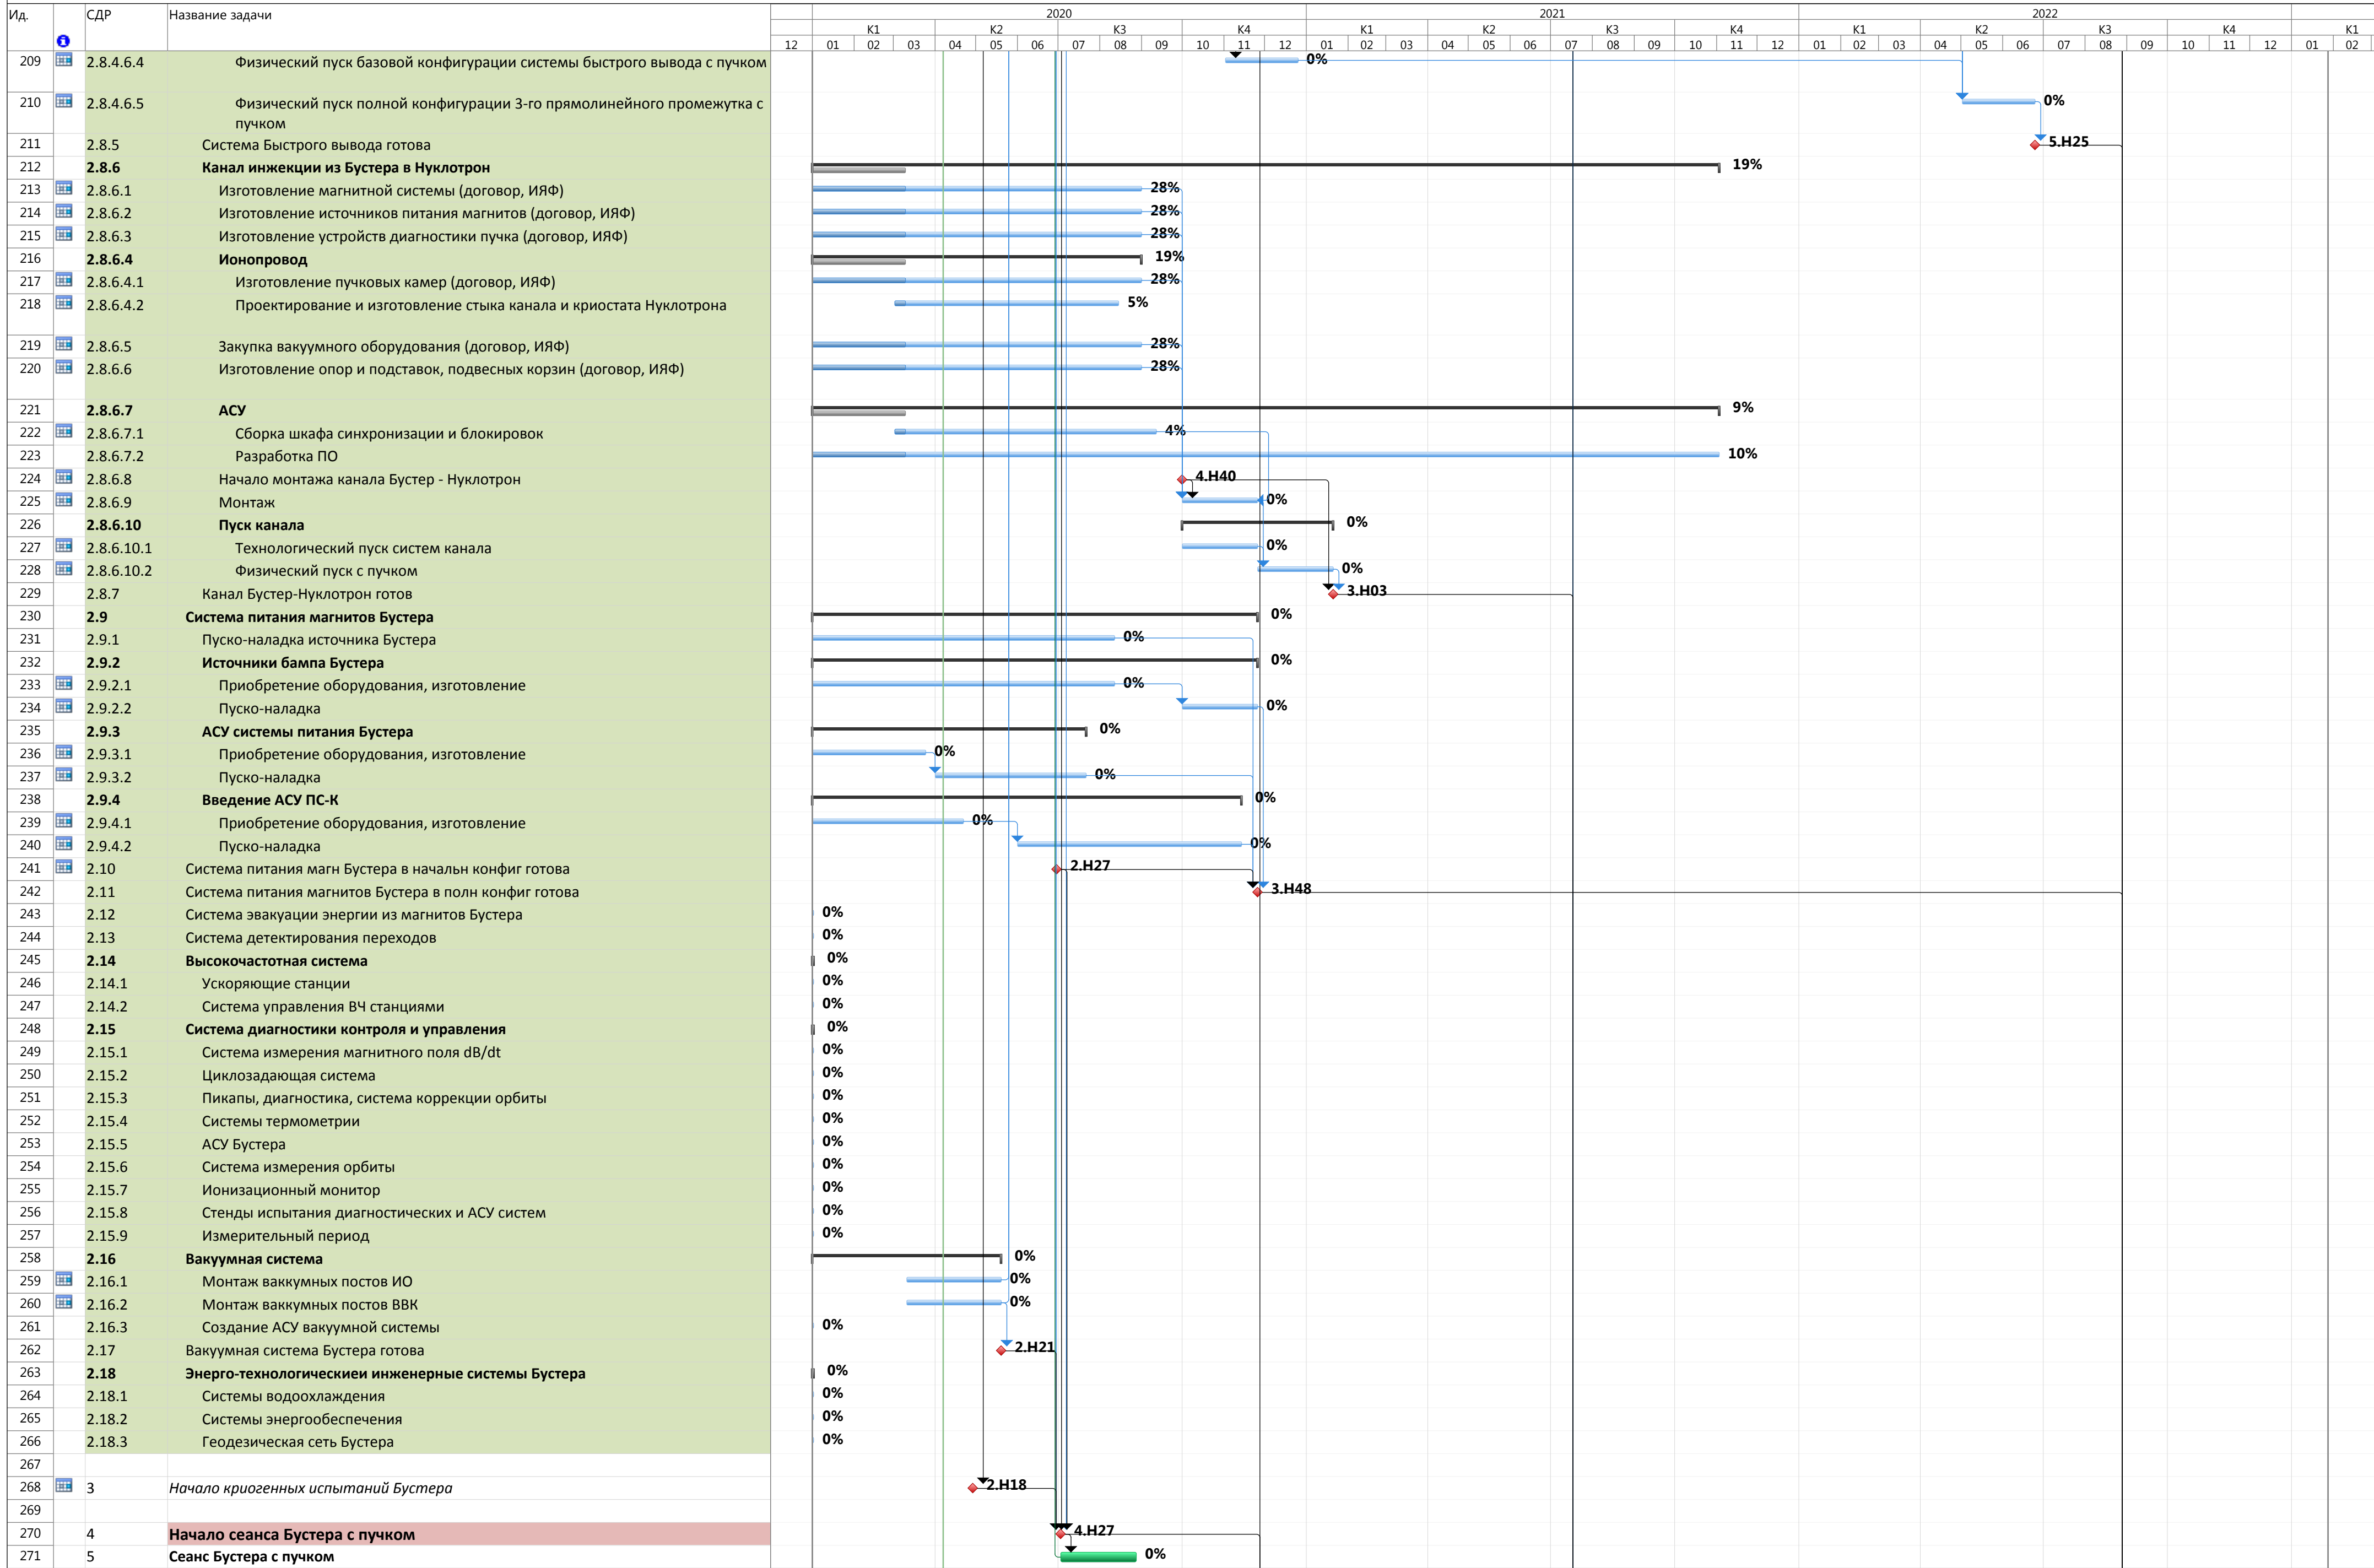 Ид. СДР Название задачи 2020 2021 2022
К1 К2 К3 К4 К1 К2 К3 К4 К1 К2 К3 К4 К1
12 01 02 03 04 05 06 07 08 09 10 11 12 01 02 03 04 05 06 07 08 09 10 11 12 01 02 03 04 05 06 07 08 09 10 11 12 01 02
209 2.8.4.6.4 Физический пуск базовой конфигурации системы быстрого вывода с пучком 0%
210 2.8.4.6.5 Физический пуск полной конфигурации 3-го прямолинейного промежутка с 0%
пучком
211 2.8.5 Система Быстрого вывода готова 5.Н25
212 2.8.6 Канал инжекции из Бустера в Нуклотрон 19%
213 2.8.6.1 Изготовление магнитной системы (договор, ИЯФ) 28%
214 2.8.6.2 Изготовление источников питания магнитов (договор, ИЯФ) 28%
215 2.8.6.3 Изготовление устройств диагностики пучка (договор, ИЯФ) 28%
216 2.8.6.4 Ионопровод 19%
217 2.8.6.4.1 Изготовление пучковых камер (договор, ИЯФ) 28%
218 2.8.6.4.2 Проектирование и изготовление стыка канала и криостата Нуклотрона 5%
219 2.8.6.5 Закупка вакуумного оборудования (договор, ИЯФ) 28%
220 2.8.6.6 Изготовление опор и подставок, подвесных корзин (договор, ИЯФ) 28%
221 2.8.6.7 АСУ 9%
222 2.8.6.7.1 Сборка шкафа синхронизации и блокировок 4%
223 2.8.6.7.2 Разработка ПО 10%
224 2.8.6.8 Начало монтажа канала Бустер - Нуклотрон 4.Н40
225 2.8.6.9 Монтаж 0%
226 2.8.6.10 Пуск канала 0%
227 2.8.6.10.1 Технологический пуск систем канала 0%
228 2.8.6.10.2 Физический пуск с пучком 0%
229 2.8.7 Канал Бустер-Нуклотрон готов 3.Н03
230 2.9 Система питания магнитов Бустера 0%
231 2.9.1 Пуско-наладка источника Бустера 0%
232 2.9.2 Источники бампа Бустера 0%
233 2.9.2.1 Приобретение оборудования, изготовление 0%
234 2.9.2.2 Пуско-наладка 0%
235 2.9.3 АСУ системы питания Бустера 0%
236 2.9.3.1 Приобретение оборудования, изготовление 0%
237 2.9.3.2 Пуско-наладка 0%
238 2.9.4 Введение АСУ ПС-К 0%
239 2.9.4.1 Приобретение оборудования, изготовление 0%
240 2.9.4.2 Пуско-наладка 0%
241 2.10 Система питания магн Бустера в начальн конфиг готова 2.Н27
242 2.11 Система питания магнитов Бустера в полн конфиг готова 3.Н48
243 2.12 Система эвакуации энергии из магнитов Бустера 0%
244 2.13 Система детектирования переходов 0%
245 2.14 Высокочастотная система 0%
246 2.14.1 Ускоряющие станции 0%
247 2.14.2 Система управления ВЧ станциями 0%
248 2.15 Система диагностики контроля и управления 0%
249 2.15.1 Система измерения магнитного поля dB/dt 0%
250 2.15.2 Циклозадающая система 0%
251 2.15.3 Пикапы, диагностика, система коррекции орбиты 0%
252 2.15.4 Системы термометрии 0%
253 2.15.5 АСУ Бустера 0%
254 2.15.6 Система измерения орбиты 0%
255 2.15.7 Ионизационный монитор 0%
256 2.15.8 Стенды испытания диагностических и АСУ систем 0%
257 2.15.9 Измерительный период 0%
258 2.16 Вакуумная система 0%
259 2.16.1 Монтаж ваккумных постов ИО 0%
260 2.16.2 Монтаж ваккумных постов ВВК 0%
261 2.16.3 Создание АСУ вакуумной системы 0%
262 2.17 Вакуумная система Бустера готова 2.Н21
263 2.18 Энерго-технологическиеи инженерные системы Бустера 0%
264 2.18.1 Системы водоохлаждения 0%
265 2.18.2 Системы энергообеспечения 0%
266 2.18.3 Геодезическая сеть Бустера 0%
267
268 3 Начало криогенных испытаний Бустера 2.Н18
269
270 4 Начало сеанса Бустера с пучком 4.Н27
271 5 Сеанс Бустера с пучком 0%